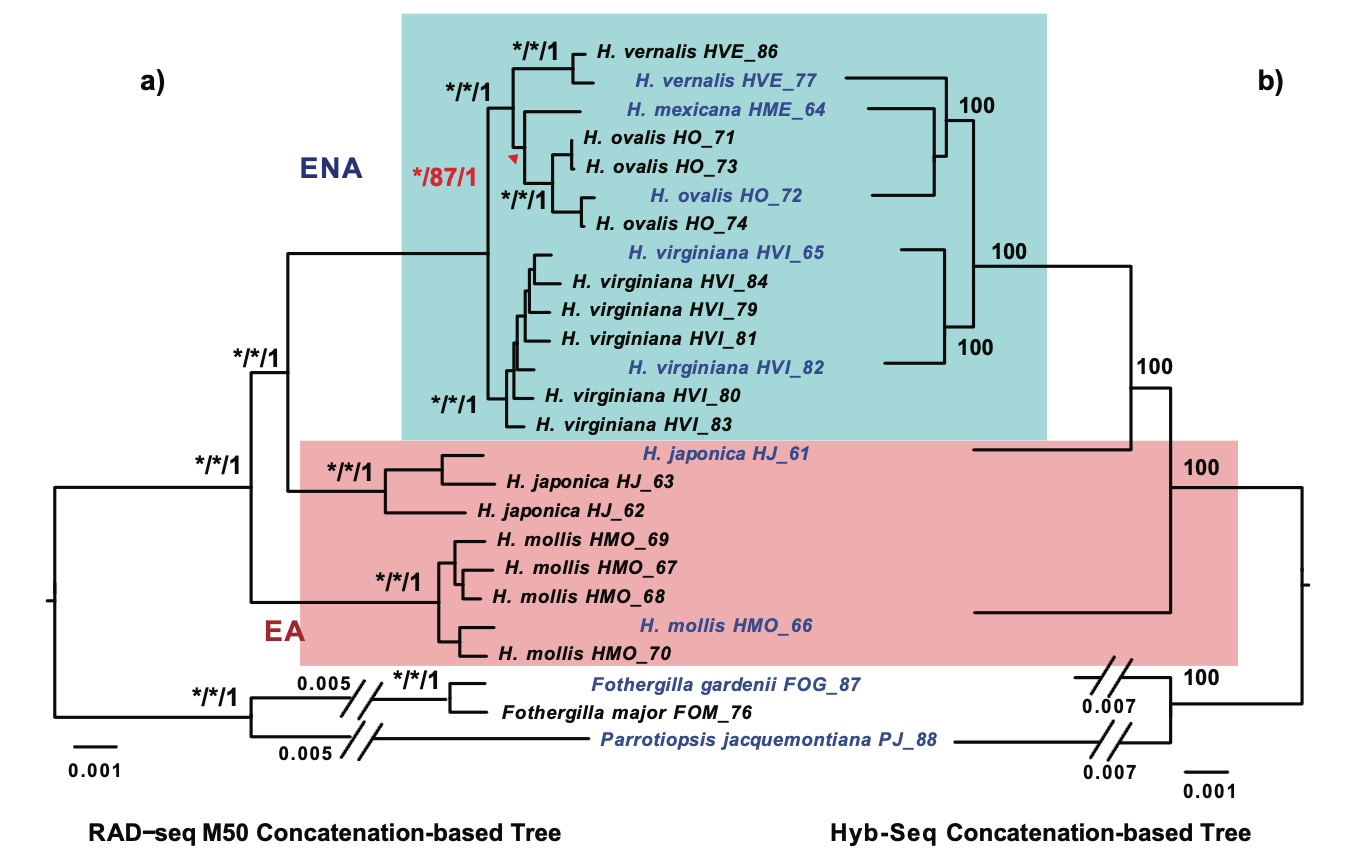 a)
b)
ENA
EA
*/*/1
H. vernalis HVE_86
H. vernalis HVE_77
*/*/1
H. mexicana HME_64
100
H. ovalis HO_71
H. ovalis HO_73
*/87/1
*/*/1
H. ovalis HO_72
H. ovalis HO_74
H. virginiana HVI_65
100
H. virginiana HVI_84
H. virginiana HVI_79
H. virginiana HVI_81
100
*/*/1
H. virginiana HVI_82
100
H. virginiana HVI_80
*/*/1
H. virginiana HVI_83
H. japonica HJ_61
*/*/1
*/*/1
100
H. japonica HJ_63
H. japonica HJ_62
H. mollis HMO_69
H. mollis HMO_67
*/*/1
H. mollis HMO_68
H. mollis HMO_66
H. mollis HMO_70
*/*/1
0.005
*/*/1
Fothergilla gardenii FOG_87
100
0.007
Fothergilla major FOM_76
0.005
Parrotiopsis jacquemontiana PJ_88
0.007
0.001
0.001
RAD-seq M50 Concatenation-based Tree
Hyb-Seq Concatenation-based Tree